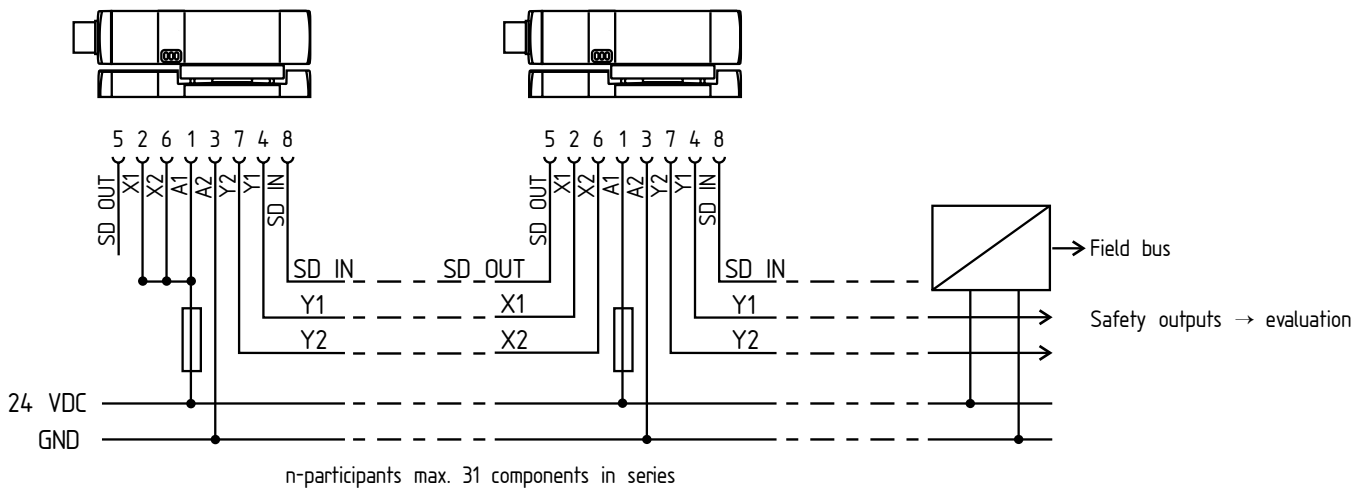 5 2 6 1 3 7 4 8
5 2 6 1 3 7 4 8
SD OUT X1 X2 A1 A2 Y2 Y1 SD IN
SD OUT X1 X2 A1 A2 Y2 Y1 SD IN
Field bus
SD IN SD OUT SD IN
Y1 X1 Y1
Safety outputs → evaluation
Y2 X2 Y2
24 VDC
GND
n-participants max. 31 components in series